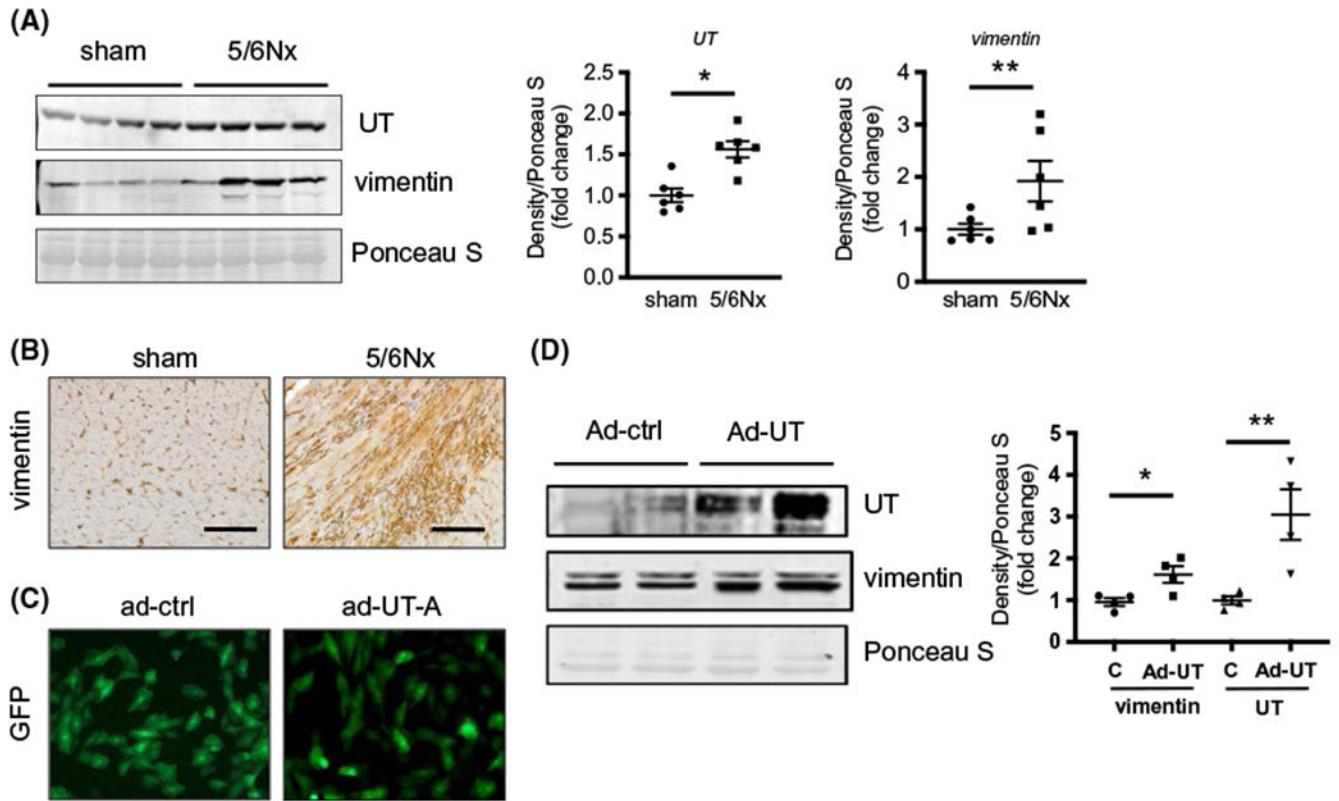 (A)
sham 5/6Nx
UT
vimentin
Ponceau S
UT
*
Density/Ponceau S
(fold change)
2.5
2.0
1.5
1.0
0.5
0.0
sham 5/6Nx
vimentin
**
Density/Ponceau S
(fold change)
4
3
2
1
0
sham 5/6Nx
(B)
sham 5/6Nx
vimentin
(C)
ad-ctrl ad-UT-A
GFP
(D)
Ad-ctrl Ad-UT
UT
vimentin
Ponceau S
Density/Ponceau S
(fold change)
5
4
3
2
1
0
*
**
C Ad-UT C Ad-UT
vimentin UT